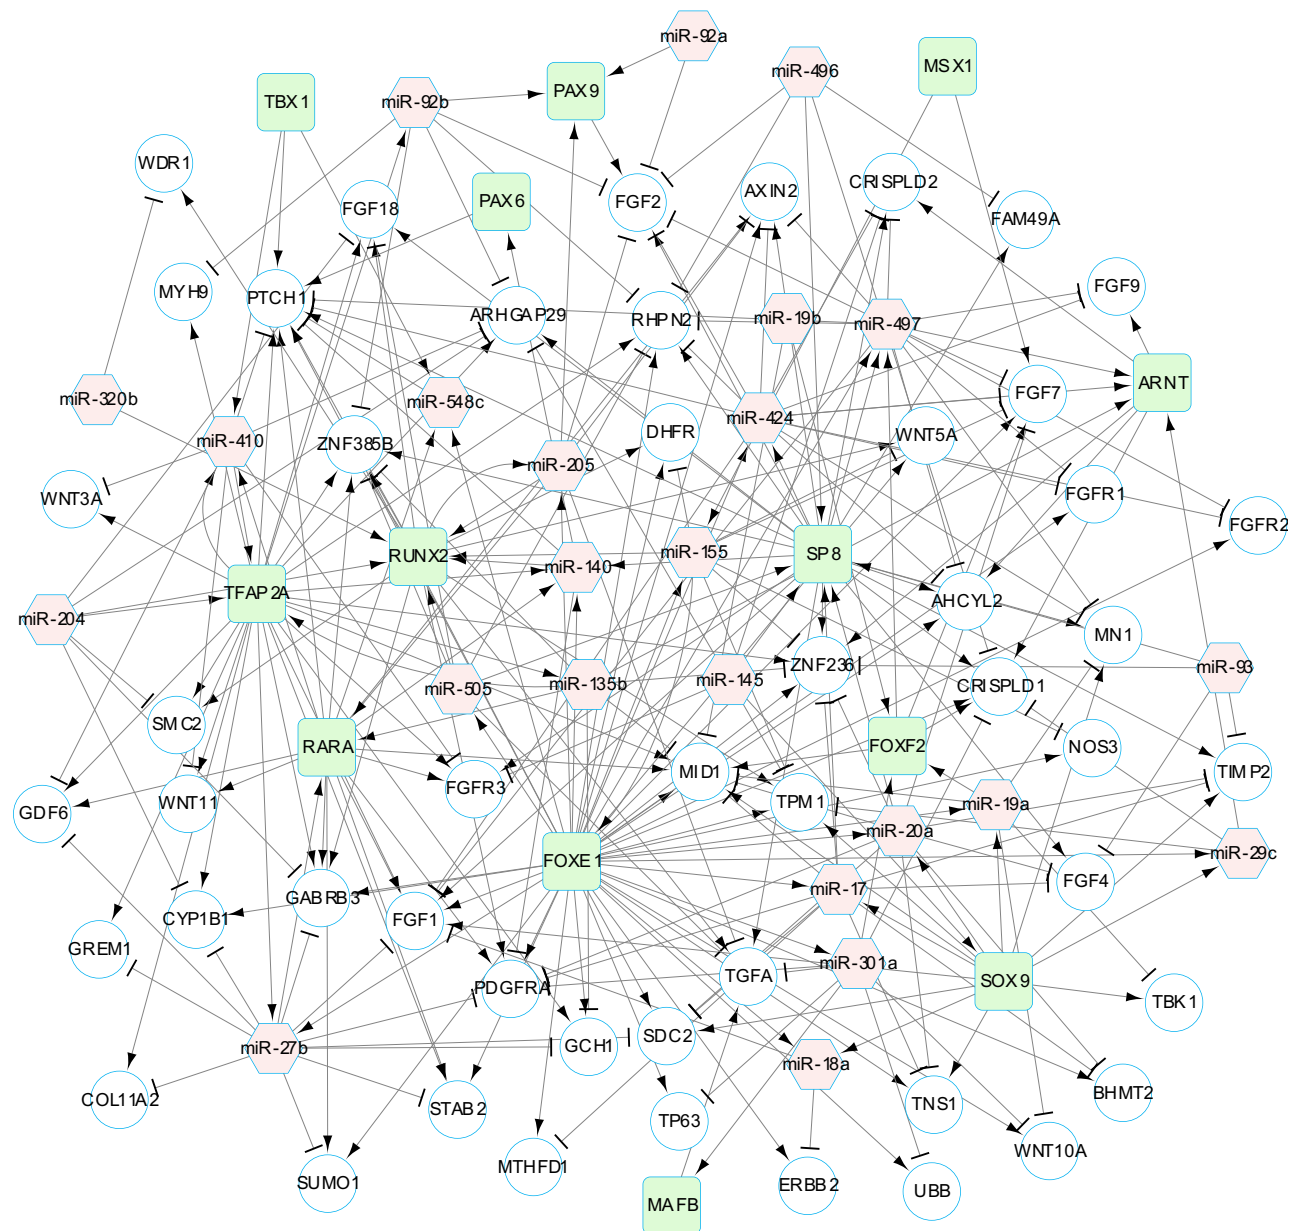 miR-92a
MSX1
miR-496
PAX9
TBX1
miR-92b
WDR1
CRISPLD2
AXIN2
PAX6
FGF2
FGF18
FAM49A
FGF9
MYH9
PTCH1
ARHGAP29
RHPN2
miR-19b
miR-497
ARNT
FGF7
miR-320b
miR-548c
miR-424
miR-410
ZNF385B
DHFR
WNT5A
miR-205
FGFR1
WNT3A
FGFR2
RUNX2
miR-155
SP8
miR-140
TFAP2A
AHCYL2
miR-204
MN1
ZNF236
miR-93
miR-505
miR-135b
miR-145
CRISPLD1
SMC2
RARA
FOXF2
NOS3
MID1
TIMP2
FGFR3
WNT11
TPM1
miR-19a
GDF6
miR-20a
FOXE1
miR-29c
FGF4
miR-17
GABRB3
CYP1B1
FGF1
GREM1
miR-301a
TGFA
SOX9
PDGFRA
TBK1
SDC2
miR-27b
GCH1
miR-18a
BHMT2
COL11A2
TNS1
STAB2
TP63
WNT10A
MTHFD1
SUMO1
ERBB2
UBB
MAFB